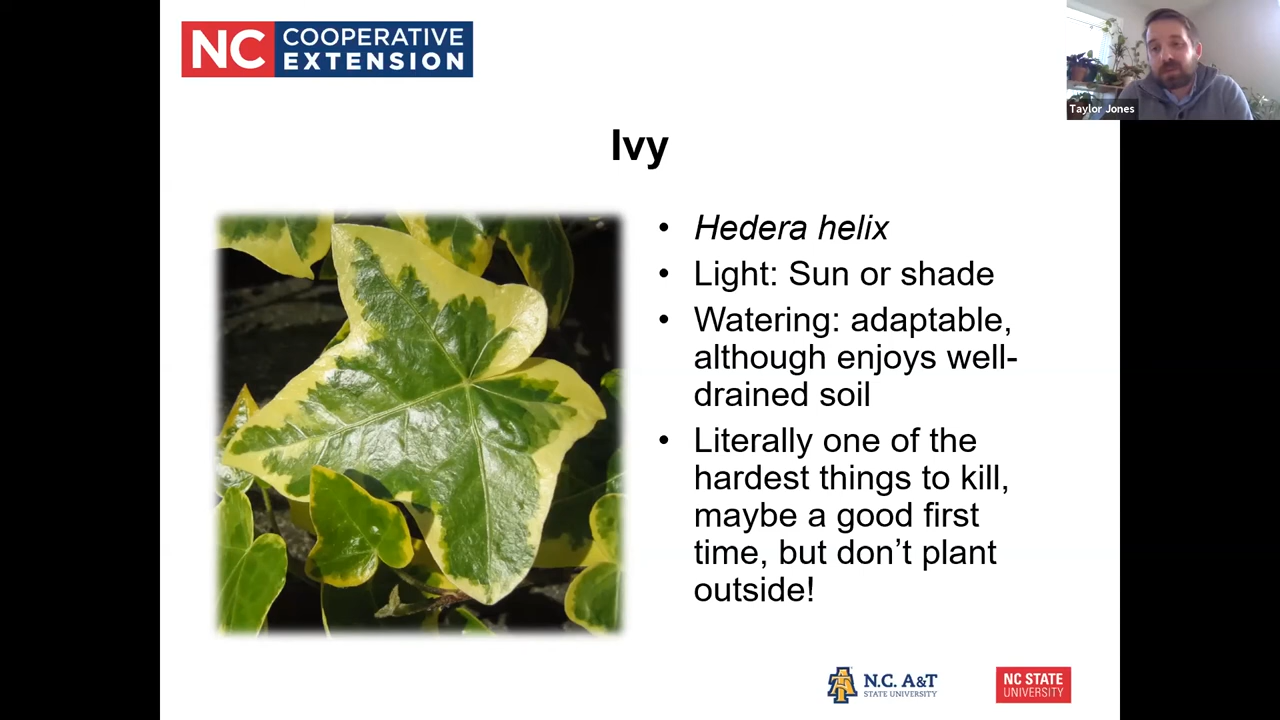 NC COOPERATIVE
EXTENSION
Taylor Jones
Ivy
• Hedera helix
• Light: Sun or shade
• Watering: adaptable,
although enjoys well-
drained soil
• Literally one of the
hardest things to kill,
maybe a good first
time, but don’t plant
outside!
N.C. A&T
STATE UNIVERSITY
NC STATE
UNIVERSITY